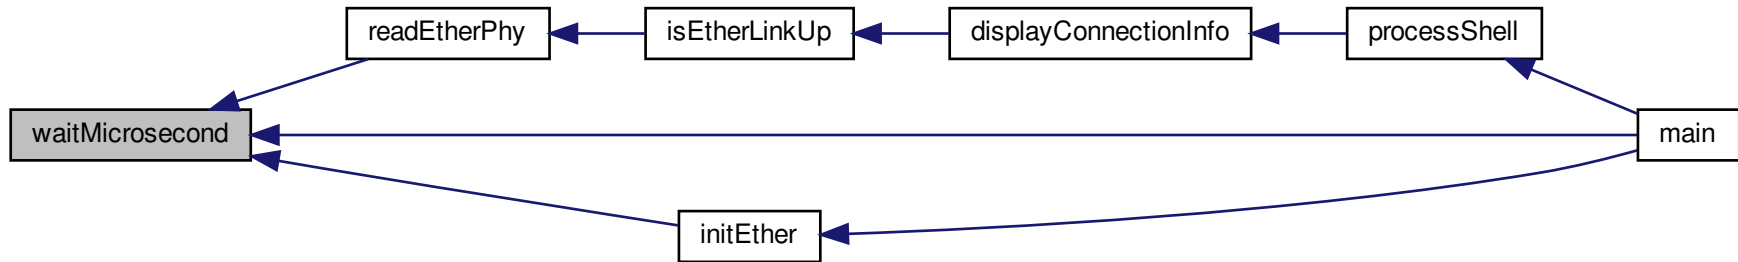 readEtherPhy
isEtherLinkUp
displayConnectionInfo
processShell
waitMicrosecond
main
initEther